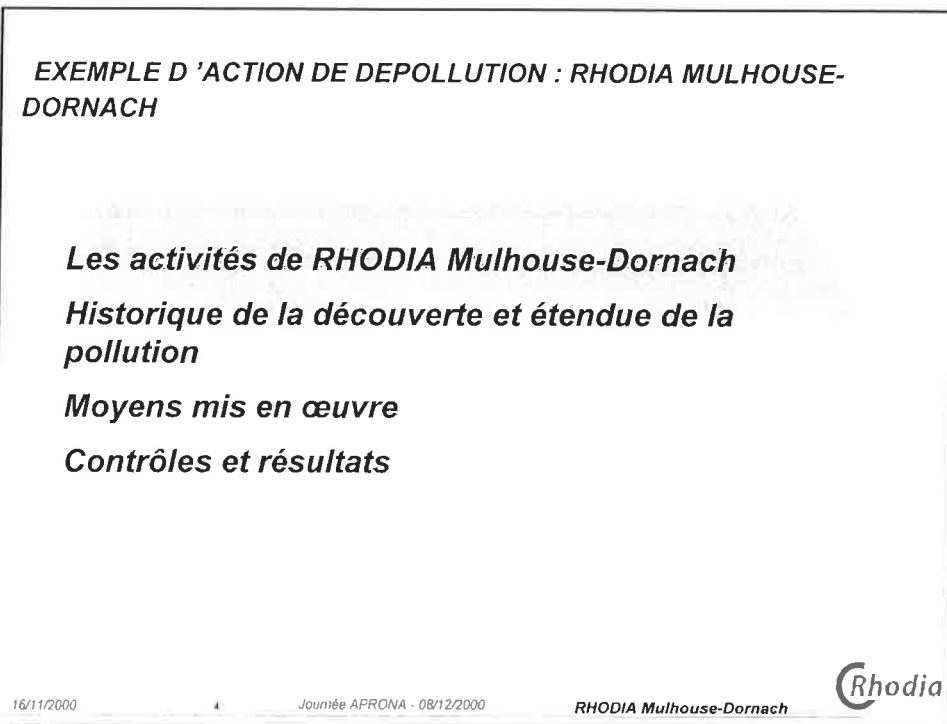 EXEMPLE D 'ACTION DE DEPOLLUTION : RHODIA MULHOUSE-
DORNACH
Les activités de RHODIA Mulhouse-Dornach
Historique de la découverte et étendue de la
pollution
Moyens mis en œuvre
Contrôles et résultats
16/11/2000 4 Journée APRONA - 08/12/2000 RHODIA Mulhouse-Dornach Rhodia